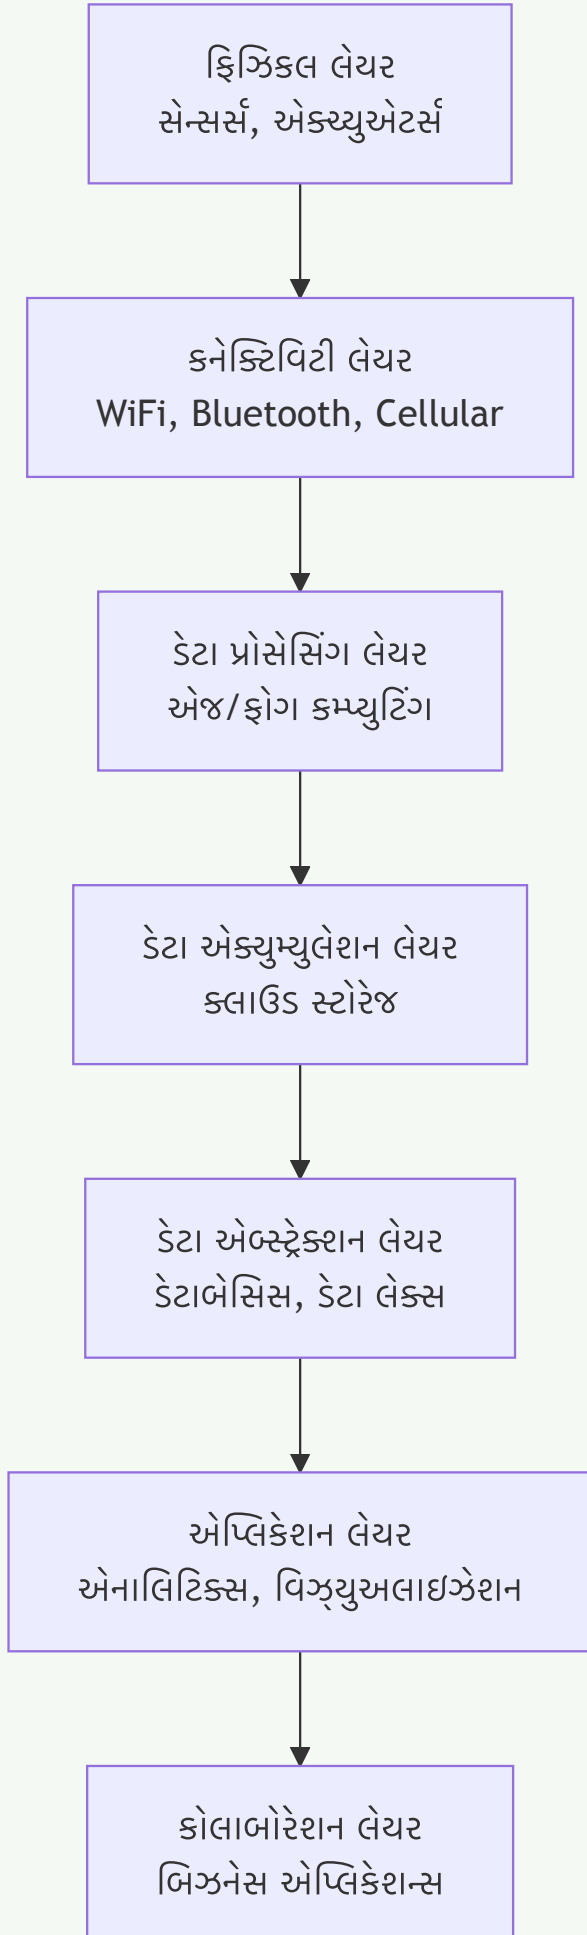 ફિઝિકલ લેયર
સેન્સર્સ, એક્ચ્યુએટર્સ
કનેક્ટિવિટી લેયર
WiFi, Bluetooth, Cellular
ડેટા પ્રોસેસિંગ લેયર
એજ/ફોગ કમ્પ્યુટિંગ
ડેટા એક્યુમ્યુલેશન લેયર
ક્લાઉડ સ્ટોરેજ
ડેટા એબ્સ્ટ્રેક્શન લેયર
ડેટાબેસિસ, ડેટા લેક્સ
એપ્લિકેશન લેયર
એનાલિટિક્સ, વિઝ્યુઅલાઇઝેશન
કોલાબોરેશન લેયર
બિઝનેસ એપ્લિકેશન્સ